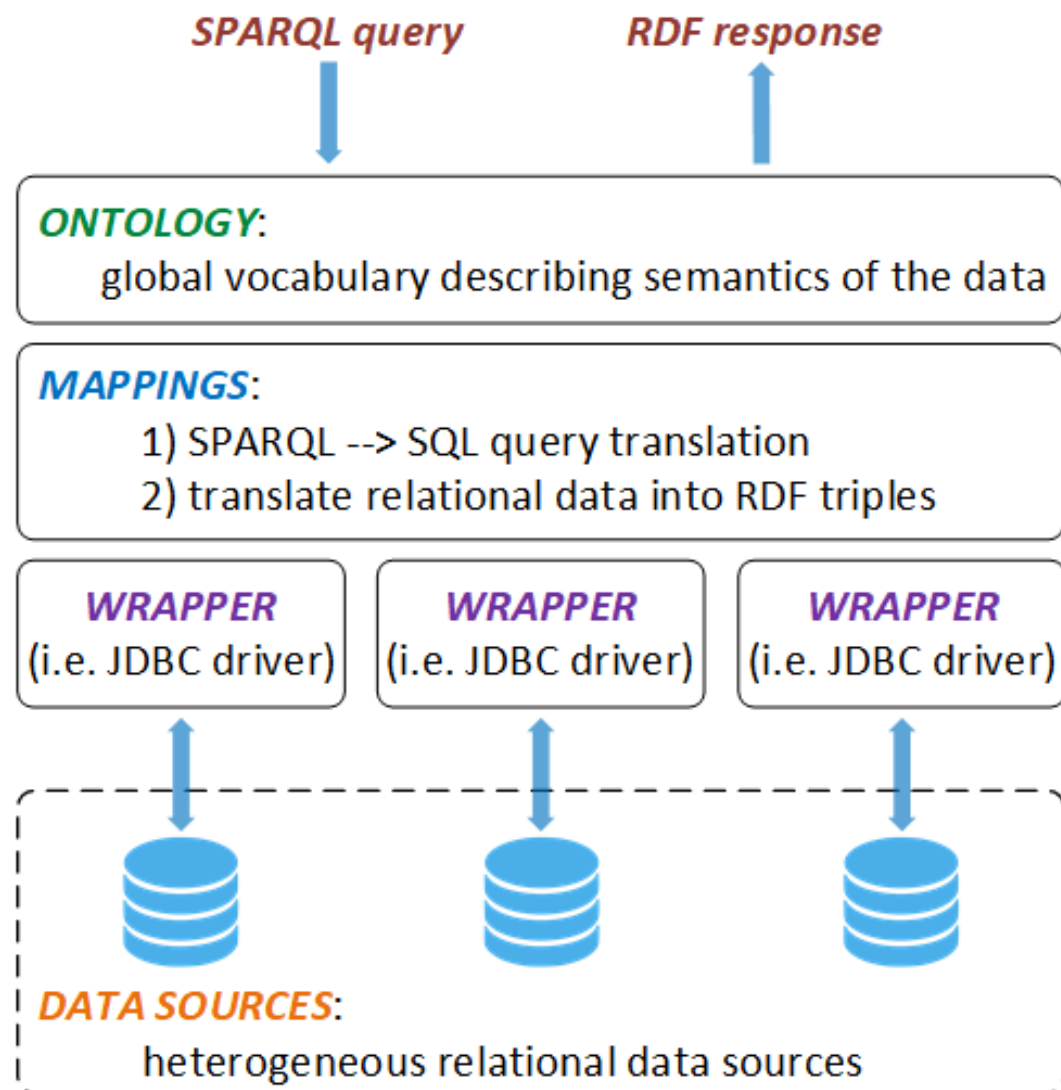 SPARQL query RDF response
ONTOLOGY:
global vocabulary describing semantics of the data
MAPPINGS:
1) SPARQL --> SQL query translation
2) translate relational data into RDF triples
WRAPPER WRAPPER WRAPPER
(i.e. JDBC driver) (i.e. JDBC driver) (i.e. JDBC driver)
DATA SOURCES:
heterogeneous relational data sources